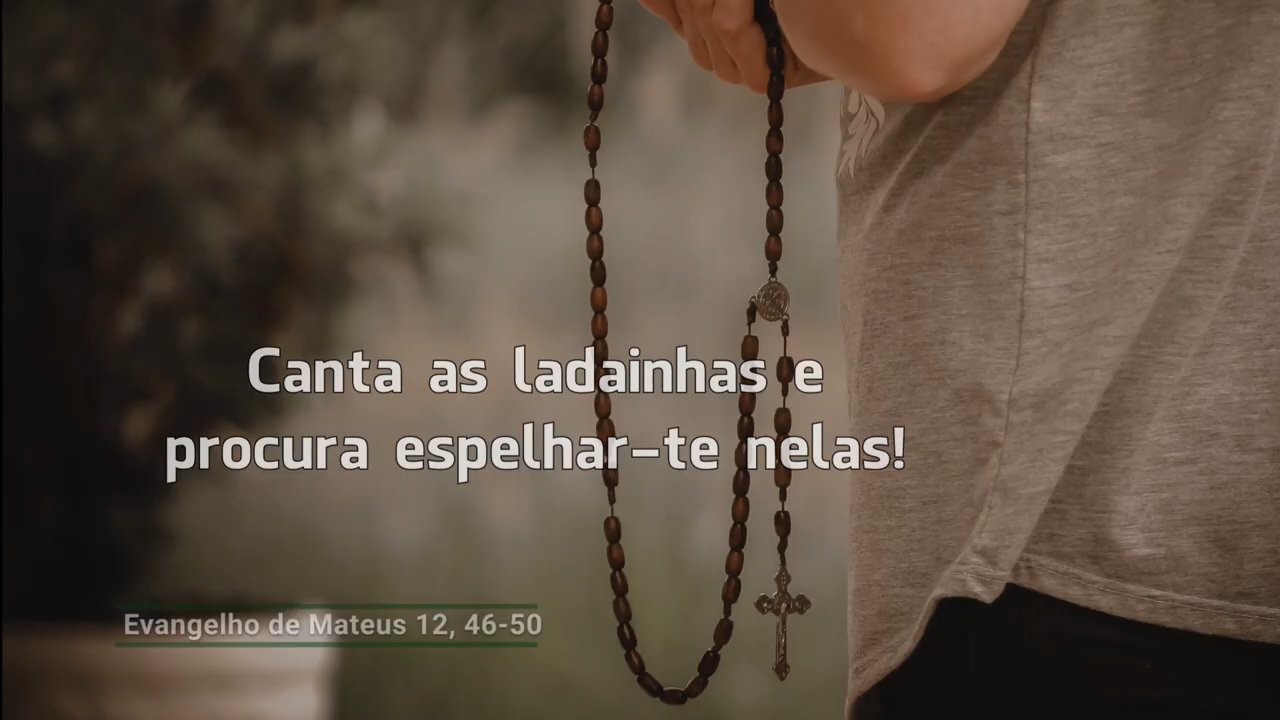 Canta as ladainhas e
procura espelhar-te nelas!
Evangelho de Mateus 12, 46-50